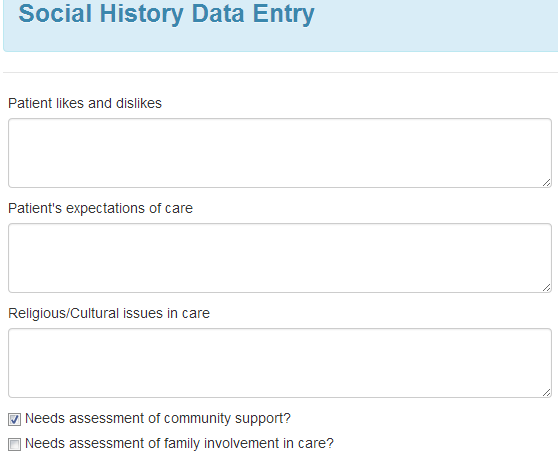 Social History Data Entry
Patient likes and dislikes
Patient's expectations of care
Religious/Cultural issues in care
Needs assessment of community support?
Needs assessment of family involvement in care?